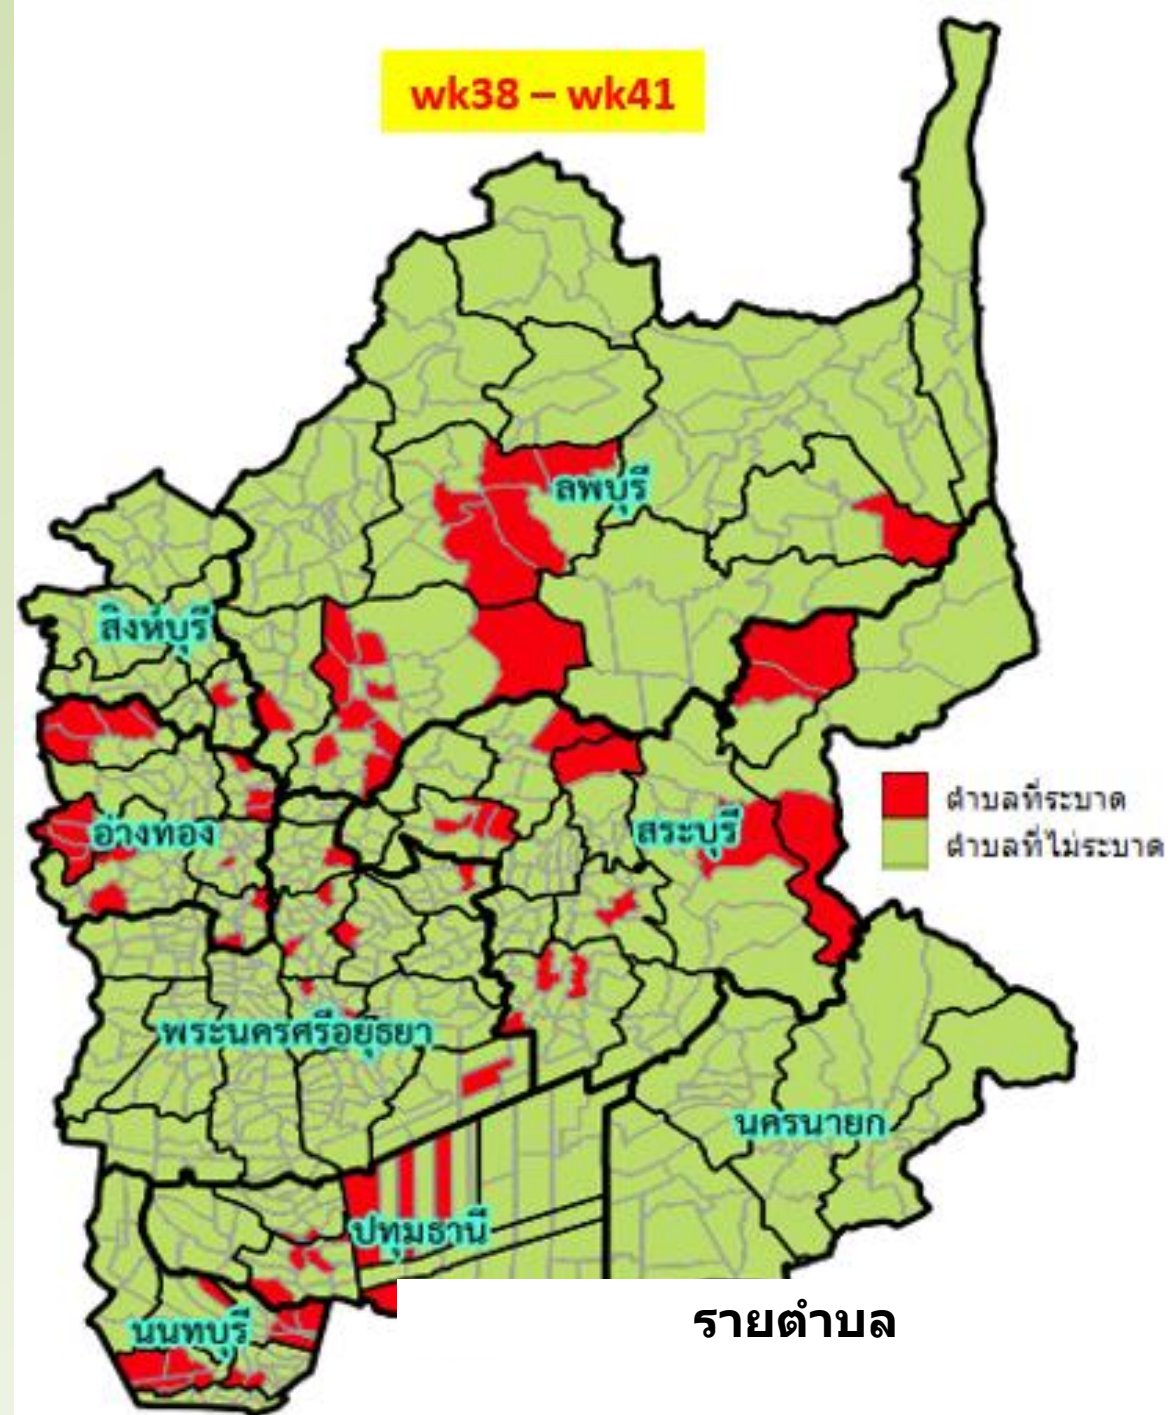 wk38 – wk41
ลพบุรี
สิงห์บุรี
ตำบลที่ระบาด
อ่างทอง
สระบุรี
ตำบลที่ไม่ระบาด
พระนครศรีอยุธยา
นครนายก
ปทุมธานี
นนทบุรี
รายตำบล